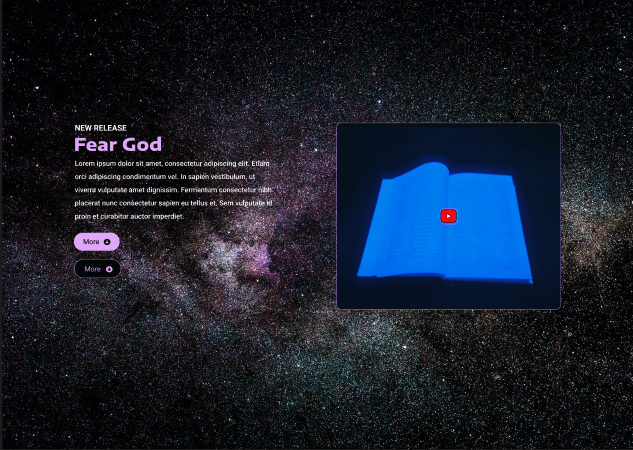 NEW RELEASE
Fear God
Lorem ipsum dolor sit amet, consectetur adipiscing elit. Etiam
orci adipiscing condimentum vel. In sapien vestibulum, ut
viverra vulputate amet dignissim. Fermentum consectetur nibh
placerat nunc consectetur sapien eu tellus et. Sem vulputate id
proin et curabitur auctor imperdiet.
More
More